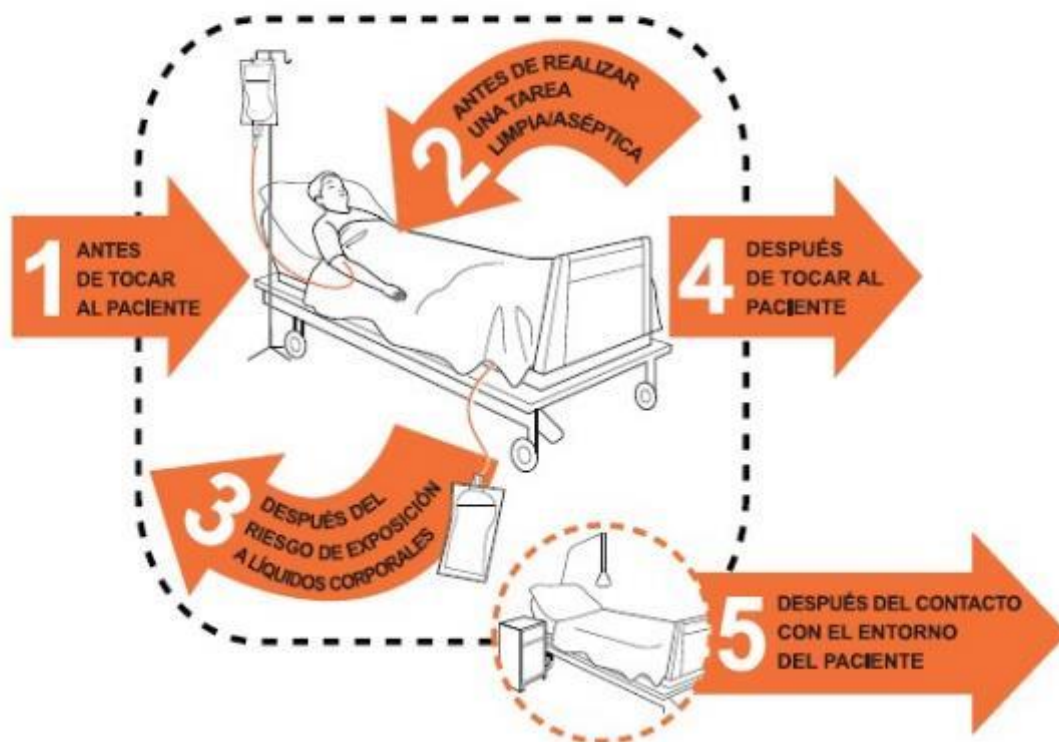 1
ANTES
DE TOCAR
AL PACIENTE
2
ANTES DE REALIZAR
UNA TAREA
LIMPIA/ASÉPTICA
3
DESPUÉS DEL
RIESGO DE EXPOSICIÓN
A LÍQUIDOS CORPORALES
4
DESPUÉS
DE TOCAR AL
PACIENTE
5
DESPUÉS DEL CONTACTO
CON EL ENTORNO
DEL PACIENTE